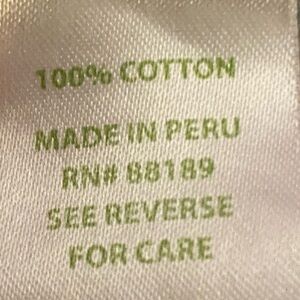 100% COTTON
MADE IN PERU
RN# 88189
SEE REVERSE
FOR CARE